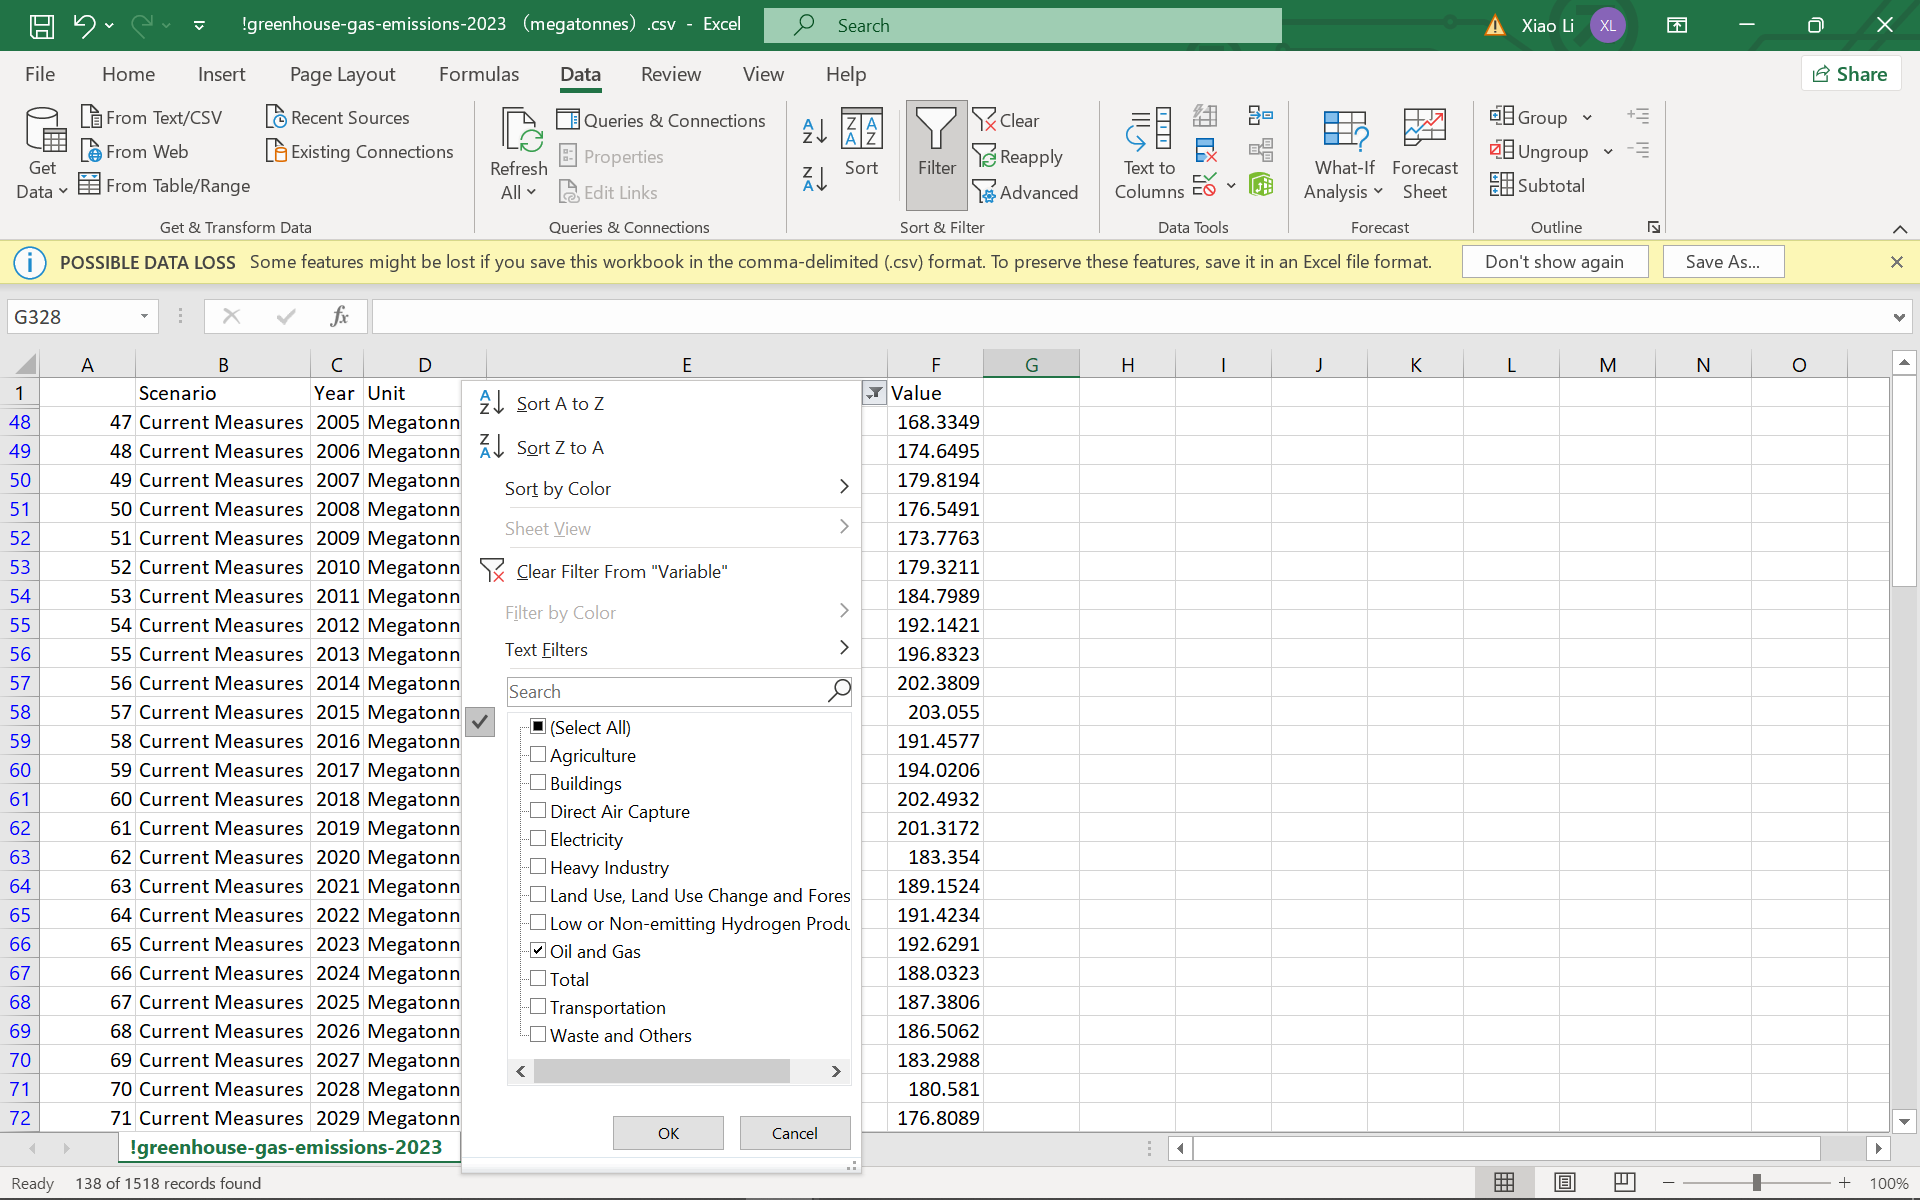 !greenhouse-gas-emissions-2023 （megatonnes）.csv - Excel
Search
Xiao Li
XL
File Home Insert Page Layout Formulas Data Review View Help
Share
Get Data
From Text/CSV
From Web
From Table/Range
Recent Sources
Existing Connections
Get & Transform Data
Refresh All
Queries & Connections
Properties
Edit Links
Queries & Connections
Sort
Filter
Clear
Reapply
Advanced
Sort & Filter
Text to Columns
Data Tools
What-If Analysis
Forecast Sheet
Forecast
Group
Ungroup
Subtotal
Outline
POSSIBLE DATA LOSS Some features might be lost if you save this workbook in the comma-delimited (.csv) format. To preserve these features, save it in an Excel file format. Don't show again Save As...
G328 fx
A B C D E F G H I J K L M N O
1 Scenario Year Unit Value
48 47 Current Measures 2005 Megatonn 168.3349
49 48 Current Measures 2006 Megatonn 174.6495
50 49 Current Measures 2007 Megatonn 179.8194
51 50 Current Measures 2008 Megatonn 176.5491
52 51 Current Measures 2009 Megatonn 173.7763
53 52 Current Measures 2010 Megatonn 179.3211
54 53 Current Measures 2011 Megatonn 184.7989
55 54 Current Measures 2012 Megatonn 192.1421
56 55 Current Measures 2013 Megatonn 196.8323
57 56 Current Measures 2014 Megatonn 202.3809
58 57 Current Measures 2015 Megatonn 203.055
59 58 Current Measures 2016 Megatonn 191.4577
60 59 Current Measures 2017 Megatonn 194.0206
61 60 Current Measures 2018 Megatonn 202.4932
62 61 Current Measures 2019 Megatonn 201.3172
63 62 Current Measures 2020 Megatonn 183.354
64 63 Current Measures 2021 Megatonn 189.1524
65 64 Current Measures 2022 Megatonn 191.4234
66 65 Current Measures 2023 Megatonn 192.6291
67 66 Current Measures 2024 Megatonn 188.0323
68 67 Current Measures 2025 Megatonn 187.3806
69 68 Current Measures 2026 Megatonn 186.5062
70 69 Current Measures 2027 Megatonn 183.2988
71 70 Current Measures 2028 Megatonn 180.581
72 71 Current Measures 2029 Megatonn 176.8089
Sort A to Z
Sort Z to A
Sort by Color
Sheet View
Clear Filter From "Variable"
Filter by Color
Text Filters
Search
(Select All)
Agriculture
Buildings
Direct Air Capture
Electricity
Heavy Industry
Land Use, Land Use Change and Fores
Low or Non-emitting Hydrogen Produ
Oil and Gas
Total
Transportation
Waste and Others
OK Cancel
!greenhouse-gas-emissions-2023
Ready 138 of 1518 records found 100%